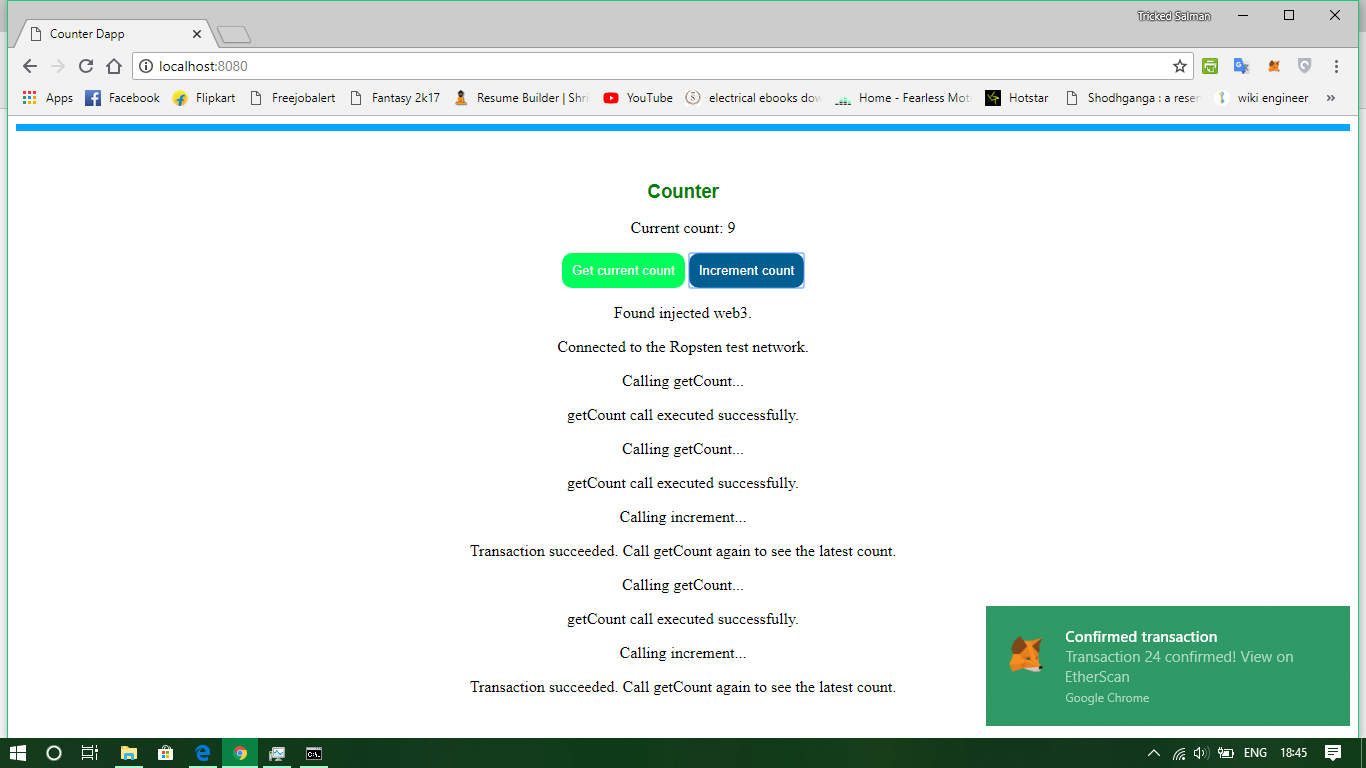 Tricked Salman
Counter Dapp
localhost:8080
Apps Facebook Flipkart Freejobalert Fantasy 2k17 Resume Builder | Shri YouTube electrical ebooks dow Home - Fearless Mot Hotstar Shodhganga : a reser wiki engineer »
Counter
Current count: 9
Get current count Increment count
Found injected web3.
Connected to the Ropsten test network.
Calling getCount...
getCount call executed successfully.
Calling getCount...
getCount call executed successfully.
Calling increment...
Transaction succeeded. Call getCount again to see the latest count.
Calling getCount...
getCount call executed successfully.
Calling increment...
Transaction succeeded. Call getCount again to see the latest count.
Confirmed transaction
Transaction 24 confirmed! View on
EtherScan
Google Chrome
ENG 18:45